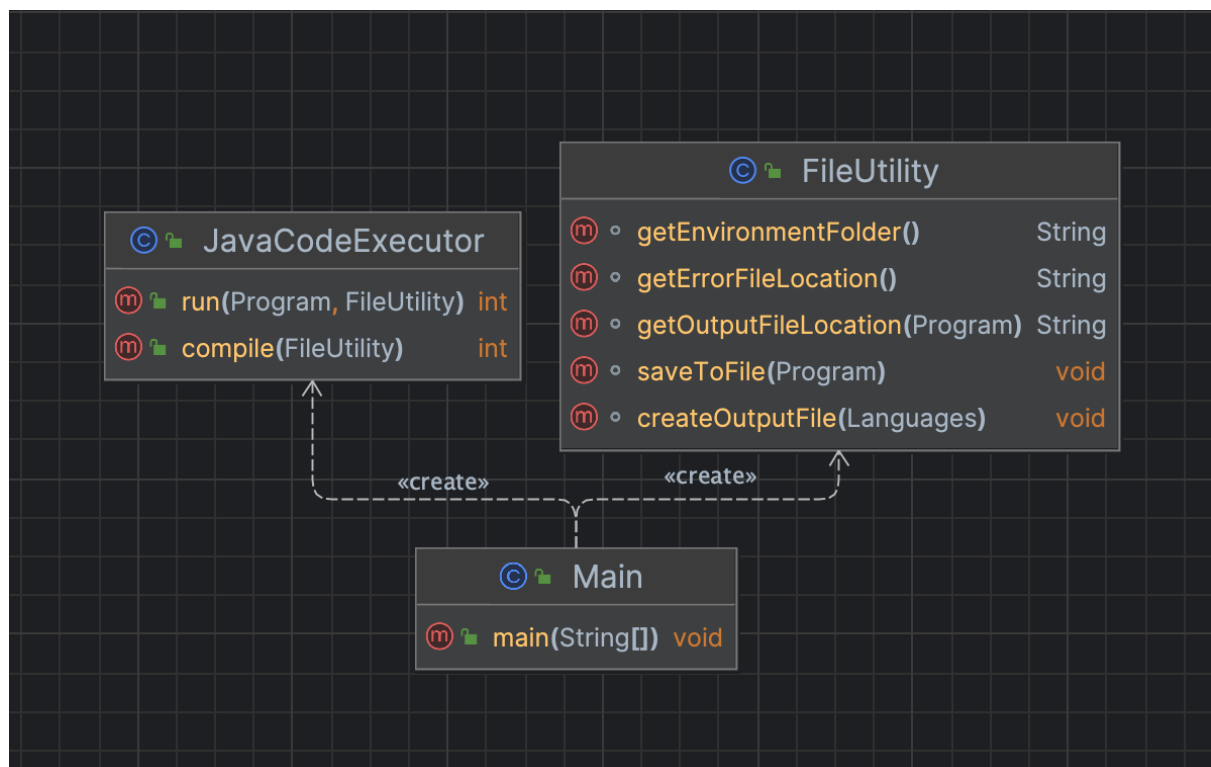 JavaCodeExecutor
run(Program, FileUtility) int
compile(FileUtility) int
FileUtility
getEnvironmentFolder() String
getErrorFileLocation() String
getOutputFileLocation(Program) String
saveToFile(Program) void
createOutputFile(Languages) void
«create»
«create»
Main
main(String[]) void